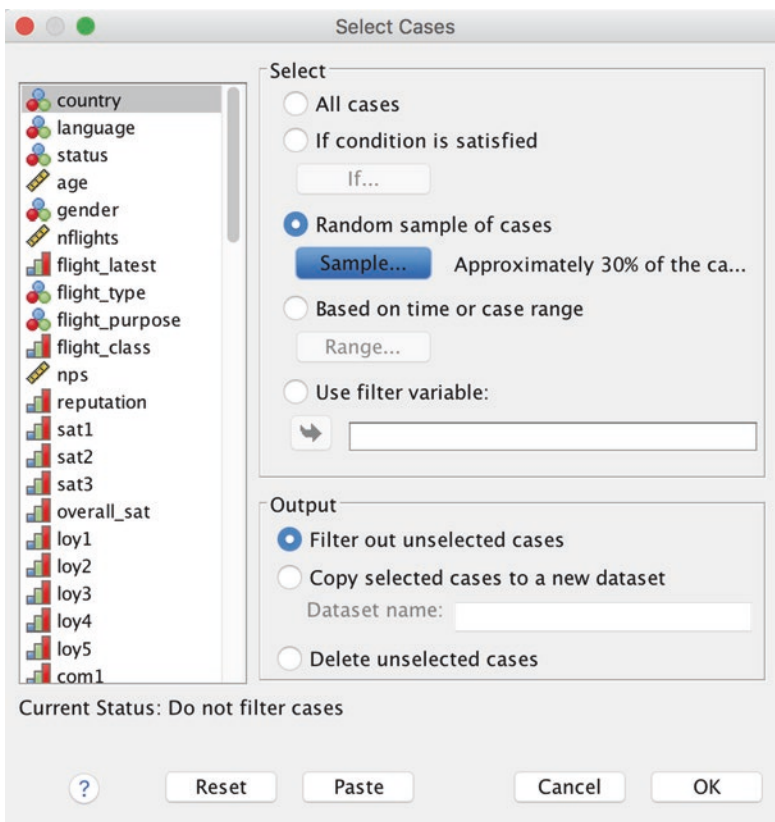 Select Cases
country
language
status
age
gender
nflights
flight_latest
flight_type
flight_purpose
flight_class
nps
reputation
sat1
sat2
sat3
overall_sat
loy1
loy2
loy3
loy4
loy5
com1
Select
All cases
If condition is satisfied
If...
Random sample of cases
Sample... Approximately 30% of the ca...
Based on time or case range
Range...
Use filter variable:
Output
Filter out unselected cases
Copy selected cases to a new dataset
Dataset name:
Delete unselected cases
Current Status: Do not filter cases
? Reset Paste Cancel OK